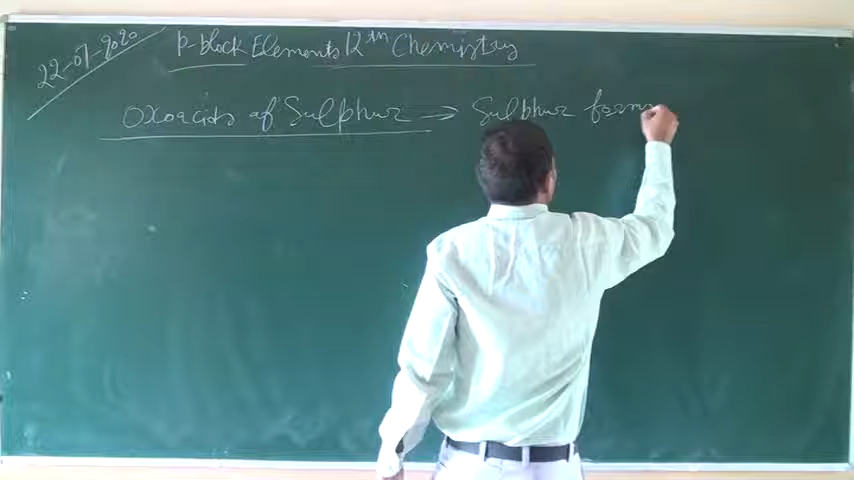 22-07-2020
p-block Elements 12th Chemistry
Oxoacids of Sulphur → Sulphur forms